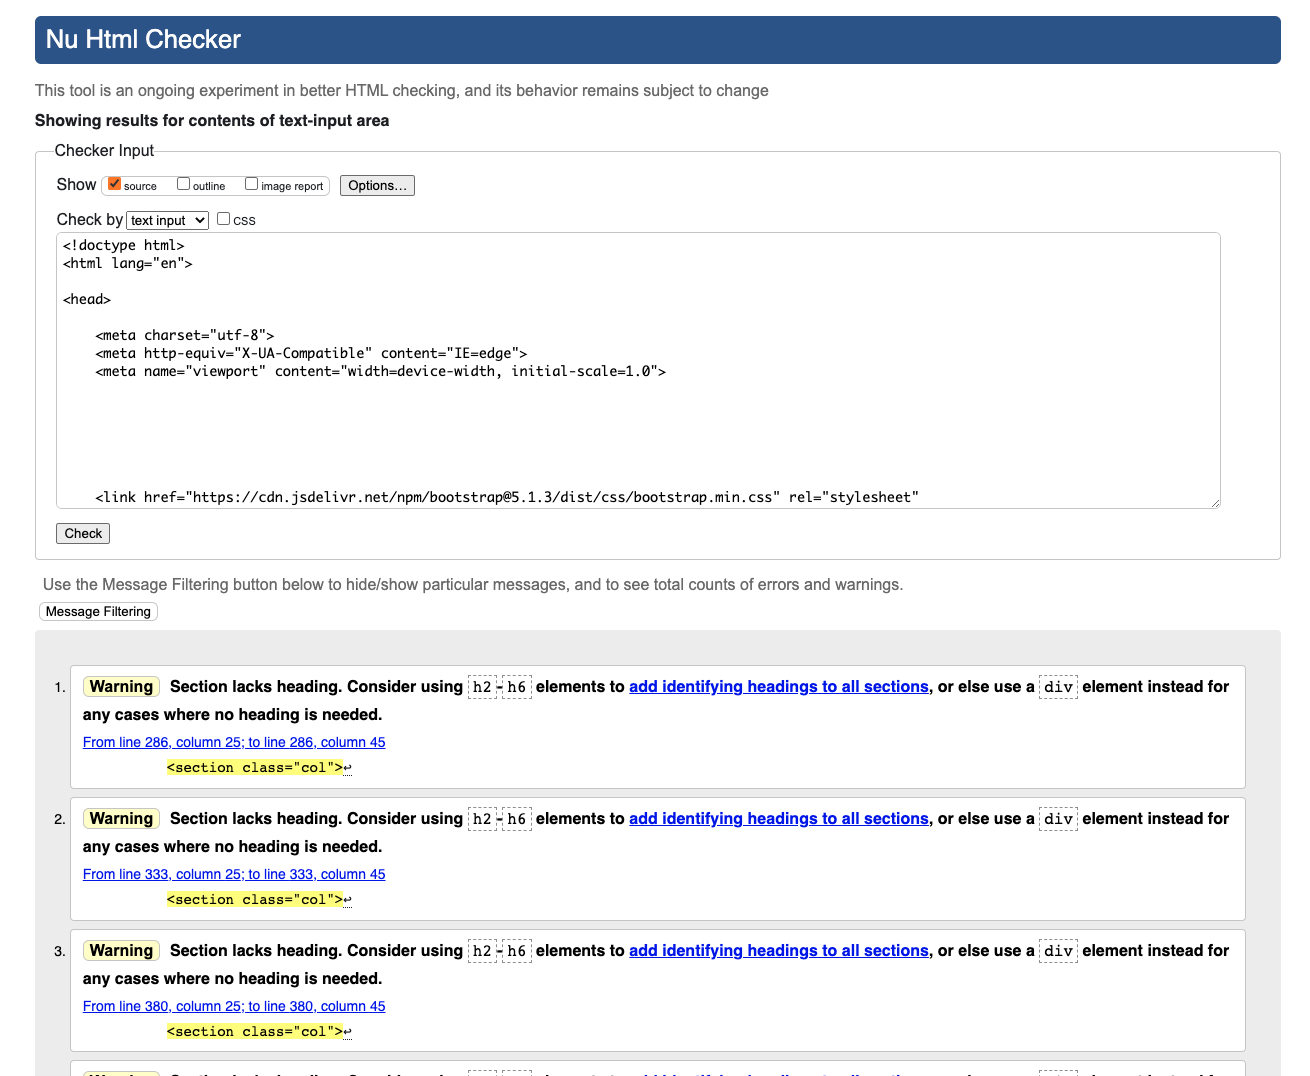 Nu Html Checker
This tool is an ongoing experiment in better HTML checking, and its behavior remains subject to change
Showing results for contents of text-input area
Checker Input
Show source outline image report Options...
Check by text input CSS
<!doctype html>
<html lang="en">
<head>
<meta charset="utf-8">
<meta http-equiv="X-UA-Compatible" content="IE=edge">
<meta name="viewport" content="width=device-width, initial-scale=1.0">
<link href="https://cdn.jsdelivr.net/npm/bootstrap@5.1.3/dist/css/bootstrap.min.css" rel="stylesheet"
Check
Use the Message Filtering button below to hide/show particular messages, and to see total counts of errors and warnings.
Message Filtering
1. Warning Section lacks heading. Consider using h2-h6 elements to add identifying headings to all sections, or else use a div element instead for
any cases where no heading is needed.
From line 286, column 25; to line 286, column 45
<section class="col">↩
2. Warning Section lacks heading. Consider using h2-h6 elements to add identifying headings to all sections, or else use a div element instead for
any cases where no heading is needed.
From line 333, column 25; to line 333, column 45
<section class="col">↩
3. Warning Section lacks heading. Consider using h2-h6 elements to add identifying headings to all sections, or else use a div element instead for
any cases where no heading is needed.
From line 380, column 25; to line 380, column 45
<section class="col">↩